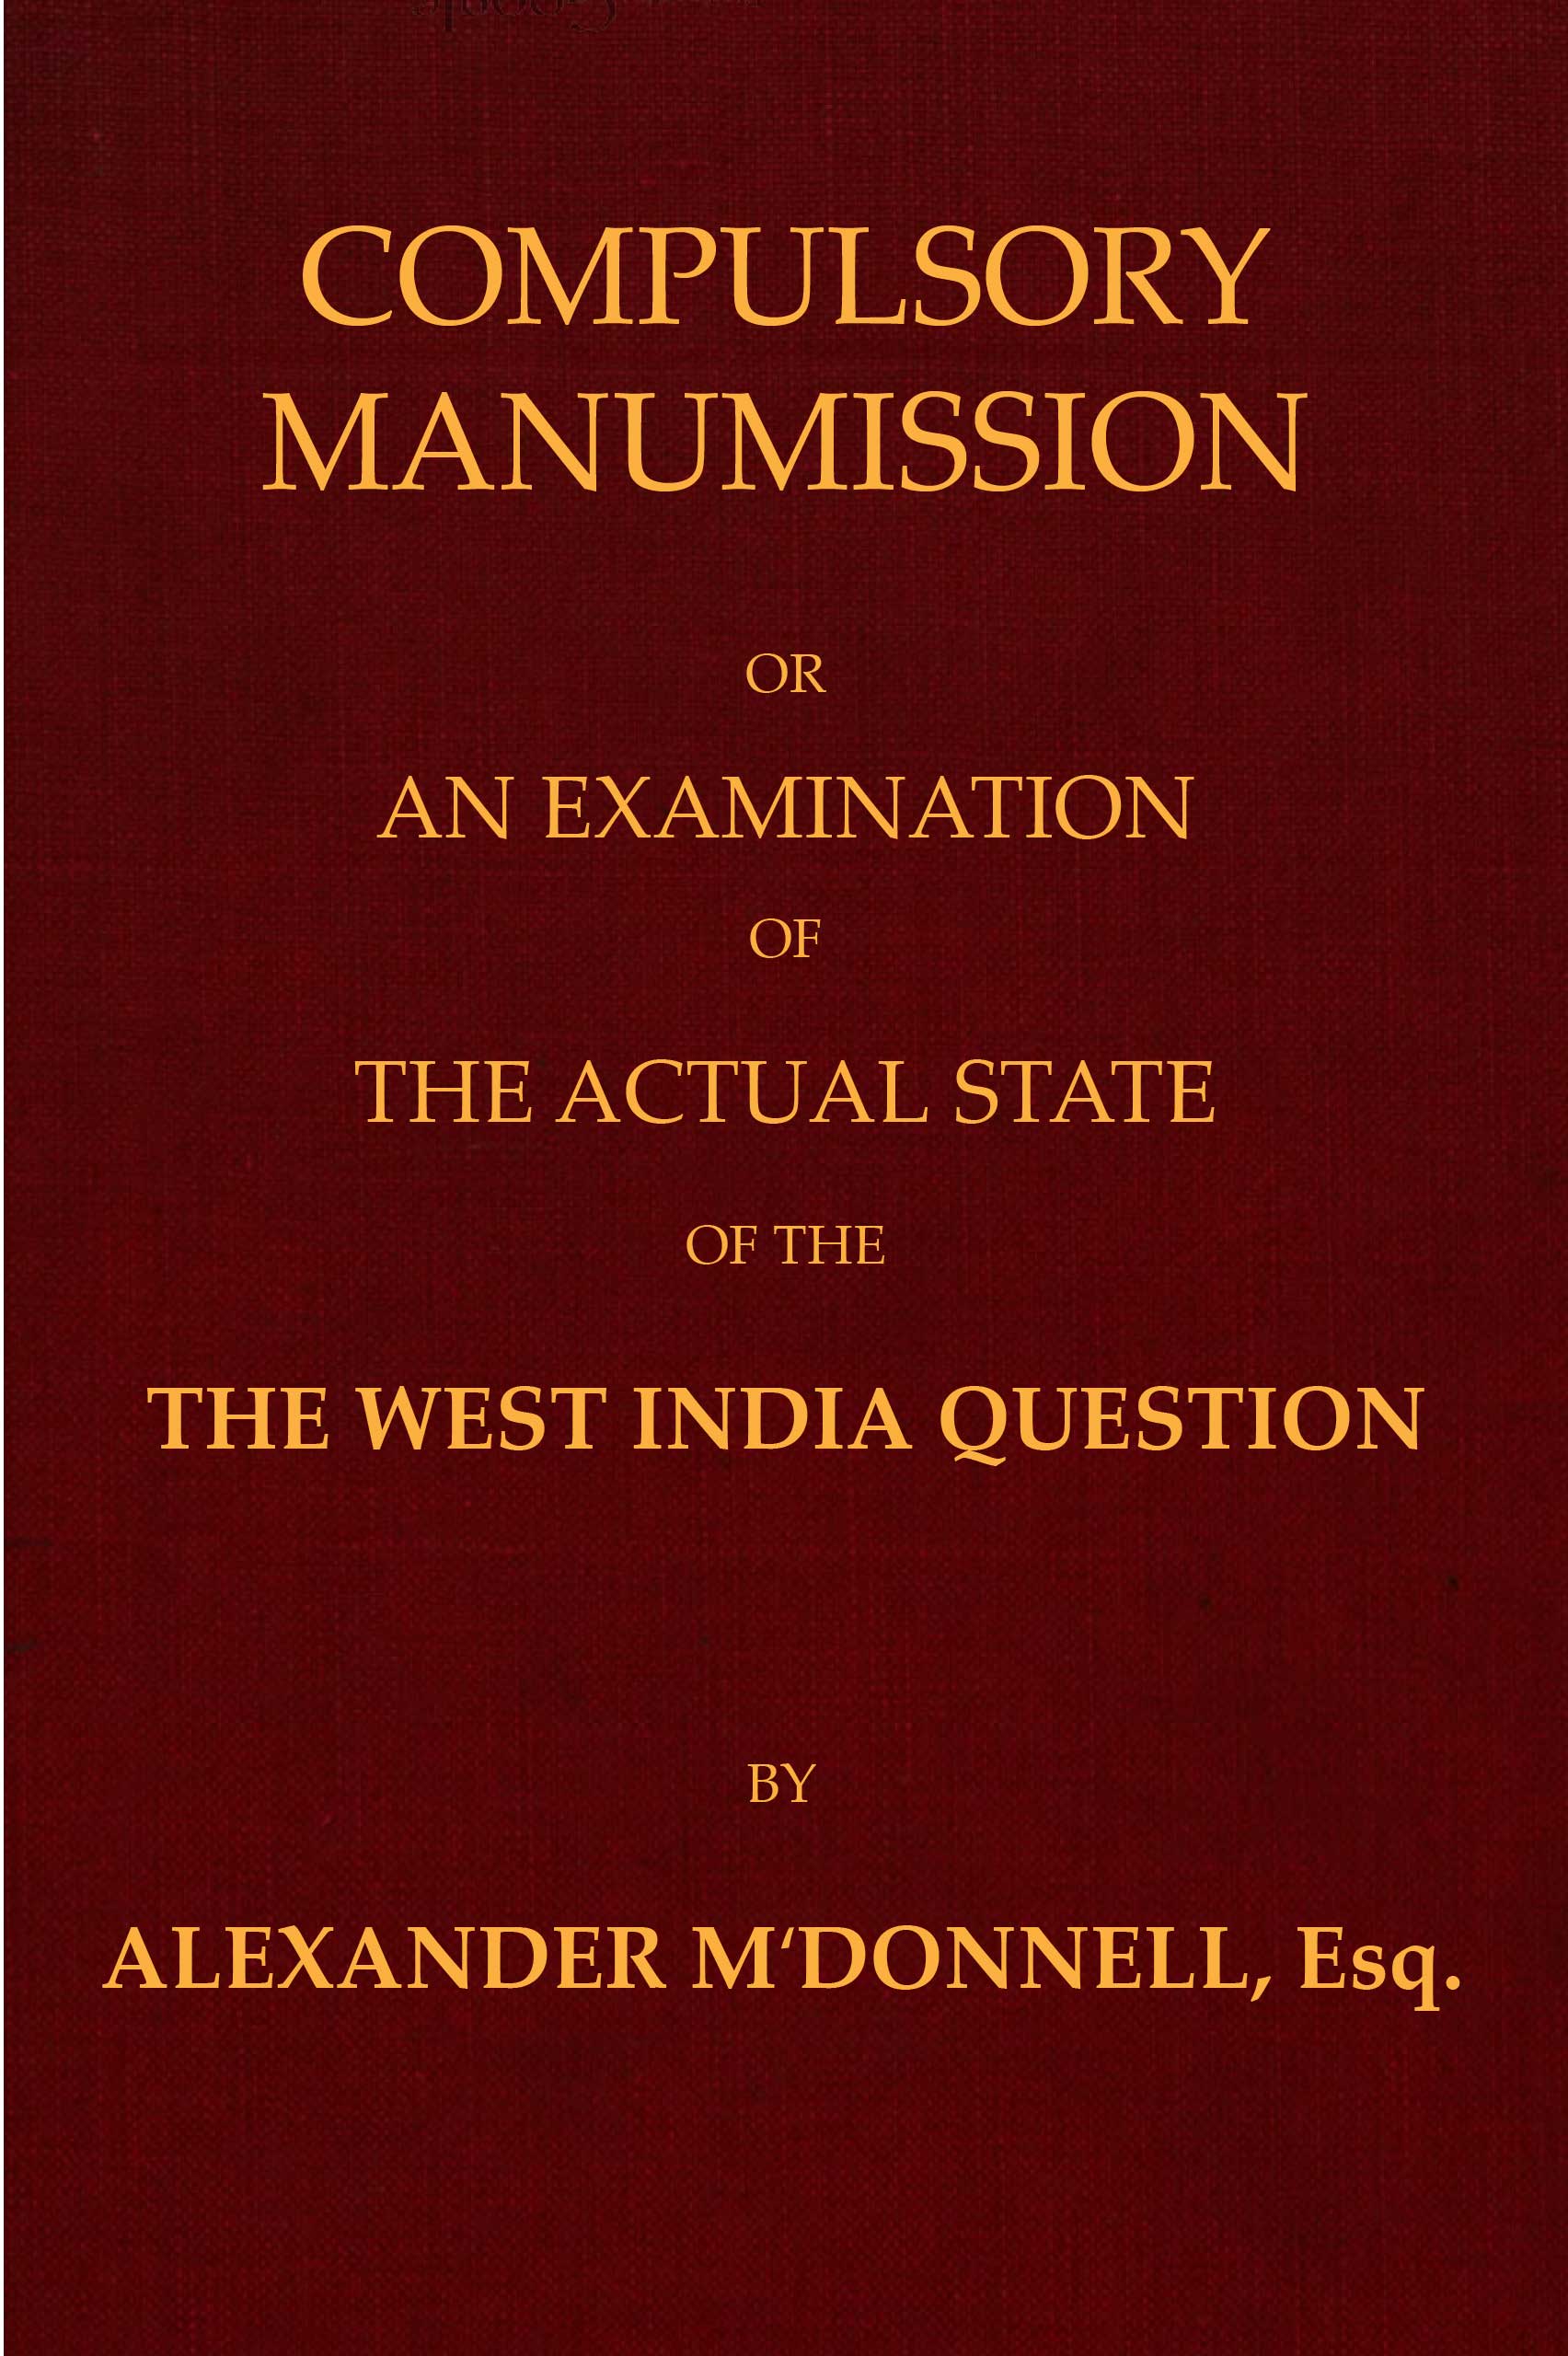 COMPULSORY
MANUMISSION
OR
AN EXAMINATION
OF
THE ACTUAL STATE
OF THE
THE WEST INDIA QUESTION
BY
ALEXANDER M‘DONNELL, Esq.